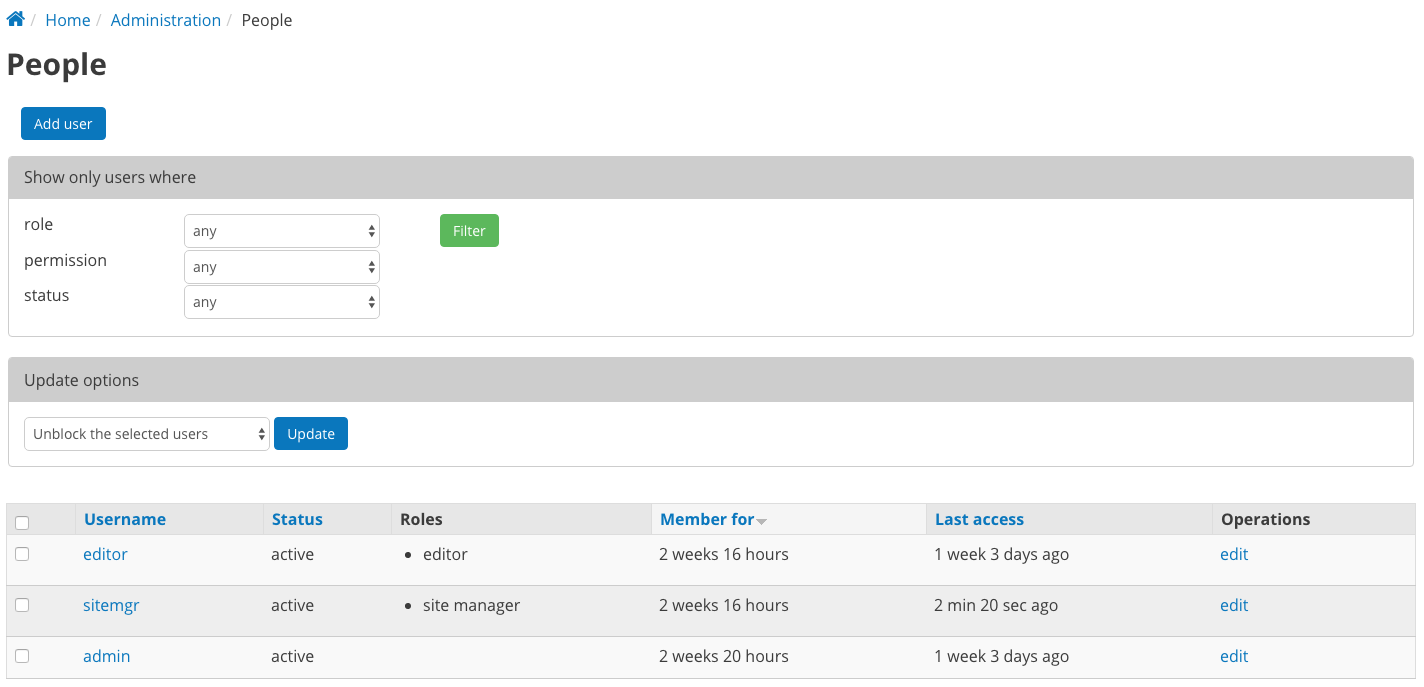 / Home / Administration / People
People
Add user
Show only users where
role any Filter
permission any
status any
Update options
Unblock the selected users Update
Username Status Roles Member for Last access Operations
editor active • editor 2 weeks 16 hours 1 week 3 days ago edit
sitemgr active • site manager 2 weeks 16 hours 2 min 20 sec ago edit
admin active 2 weeks 20 hours 1 week 3 days ago edit